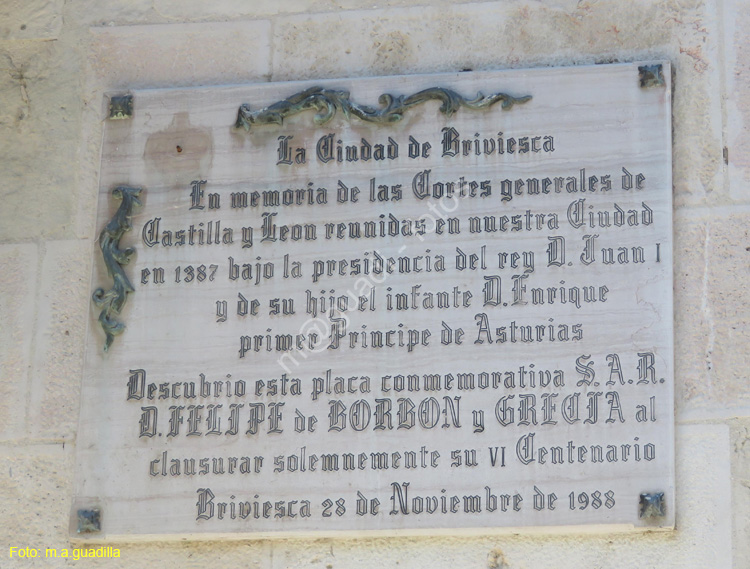 La Ciudad de Briviesca
En memoria de las Cortes generales de
Castilla y Leon reunidas en nuestra Ciudad
en 1387 bajo la presidencia del rey D. Juan I
y de su hijo el infante D. Enrique
primer Principe de Asturias
Descubrio esta placa conmemorativa S.A.R.
D. FELIPE de BORBON y GRECIA al
clausurar solemnemente su VI Centenario
Briviesca 28 de Noviembre de 1988
Foto: m.a guadilla